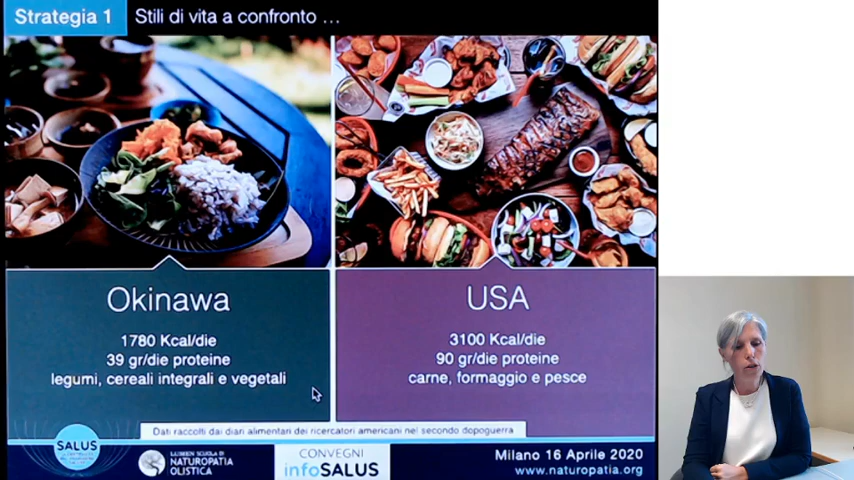 Strategia 1
Stili di vita a confronto ...
Okinawa
1780 Kcal/die
39 gr/die proteine
legumi, cereali integrali e vegetali
USA
3100 Kcal/die
90 gr/die proteine
carne, formaggio e pesce
Dati raccolti dai diari alimentari dei ricercatori americani nel secondo dopoguerra
SALUS
NATUROPATIA
OLISTICA
CONVEGNI
infoSALUS
Milano 16 Aprile 2020
www.naturopatia.org